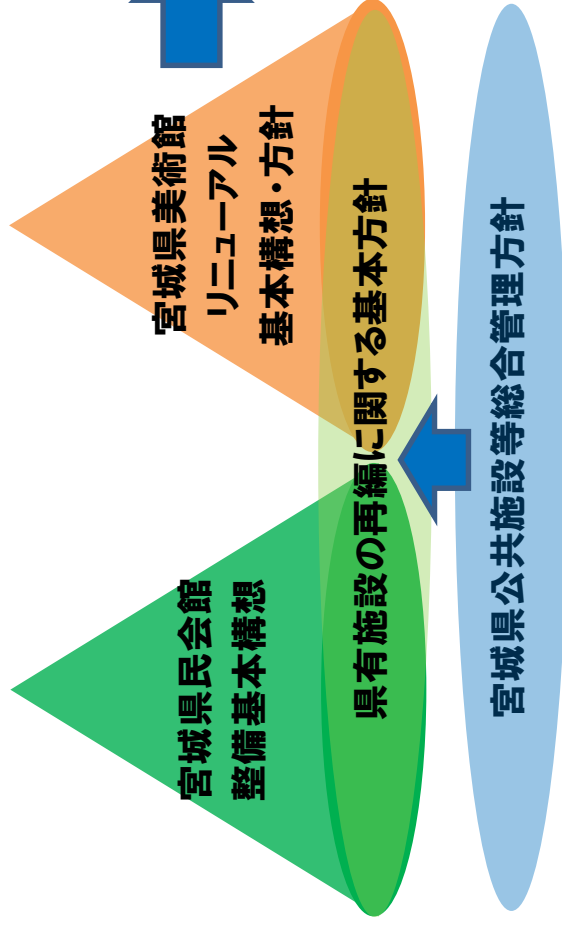 宮城県民会館
整備基本構想
宮城県美術館
リニューアル
基本構想・方針
県有施設の再編に関する基本方針
宮城県公共施設等総合管理方針